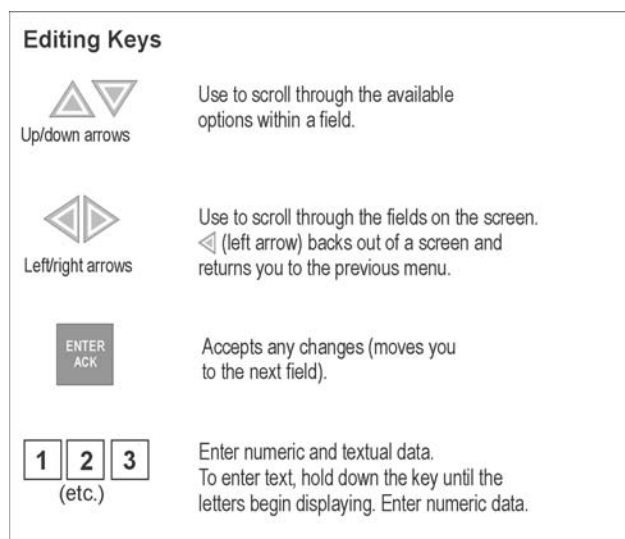 Editing Keys
Use to scroll through the available
options within a field.
Up/down arrows
Use to scroll through the fields on the screen.
(left arrow) backs out of a screen and
returns you to the previous menu.
Left/right arrows
ENTER
ACK
Accepts any changes (moves you
to the next field).
1 2 3
(etc.)
Enter numeric and textual data.
To enter text, hold down the key until the
letters begin displaying. Enter numeric data.